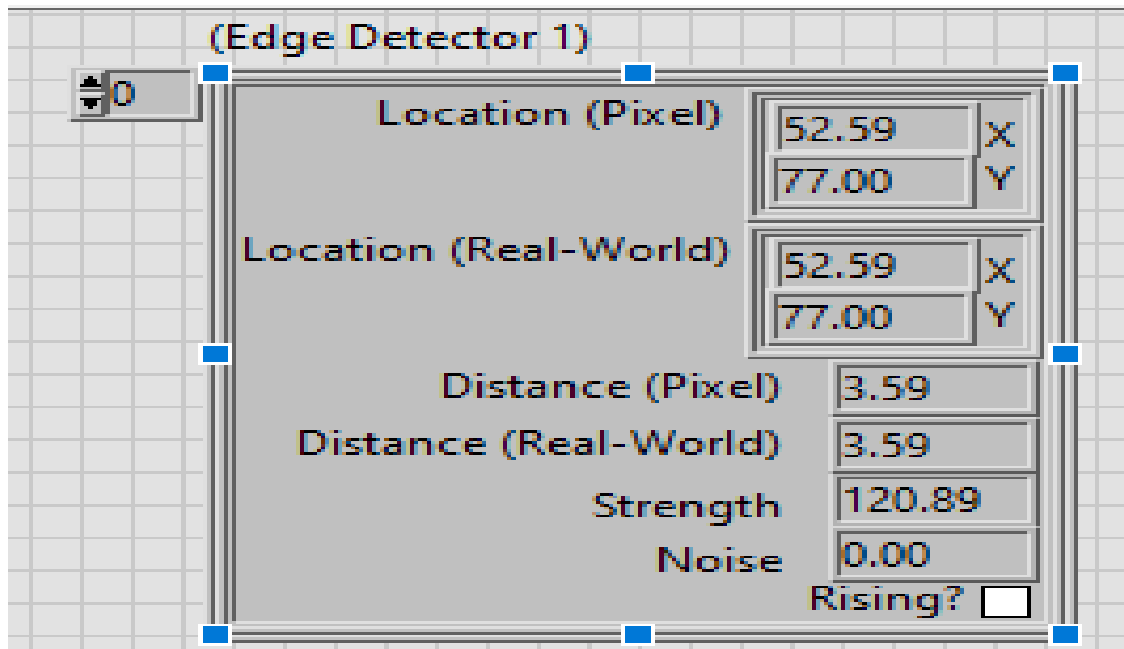 (Edge Detector 1)
0
Location (Pixel)
52.59 X
77.00 Y
Location (Real-World)
52.59 X
77.00 Y
Distance (Pixel) 3.59
Distance (Real-World) 3.59
Strength 120.89
Noise 0.00
Rising?